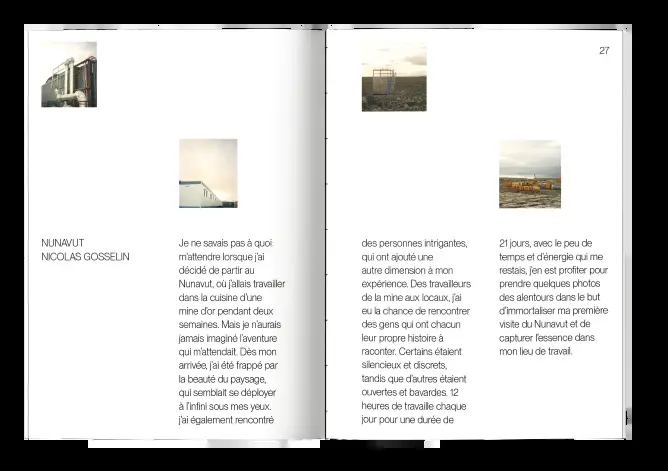 27
NUNAVUT
NICOLAS GOSSELIN
Je ne savais pas à quoi
m'attendre lorsque j'ai
décidé de partir au
Nunavut, où j'allais travailler
dans la cuisine d'une
mine d'or pendant deux
semaines. Mais je n'aurais
jamais imaginé l'aventure
qui m'attendait. Dès mon
arrivée, j'ai été frappé par
la beauté du paysage,
qui semblait se déployer
à l'infini sous mes yeux.
j'ai également rencontré
des personnes intrigantes,
qui ont ajouté une
autre dimension à mon
expérience. Des travailleurs
de la mine aux locaux, j'ai
eu la chance de rencontrer
des gens qui ont chacun
leur propre histoire à
raconter. Certains étaient
silencieux et discrets,
tandis que d'autres étaient
ouvertes et bavardes. 12
heures de travaille chaque
jour pour une durée de
21 jours, avec le peu de
temps et d'énergie qui me
restais, j'en est profiter pour
prendre quelques photos
des alentours dans le but
d'immortaliser ma première
visite du Nunavut et de
capturer l'essence dans
mon lieu de travail.